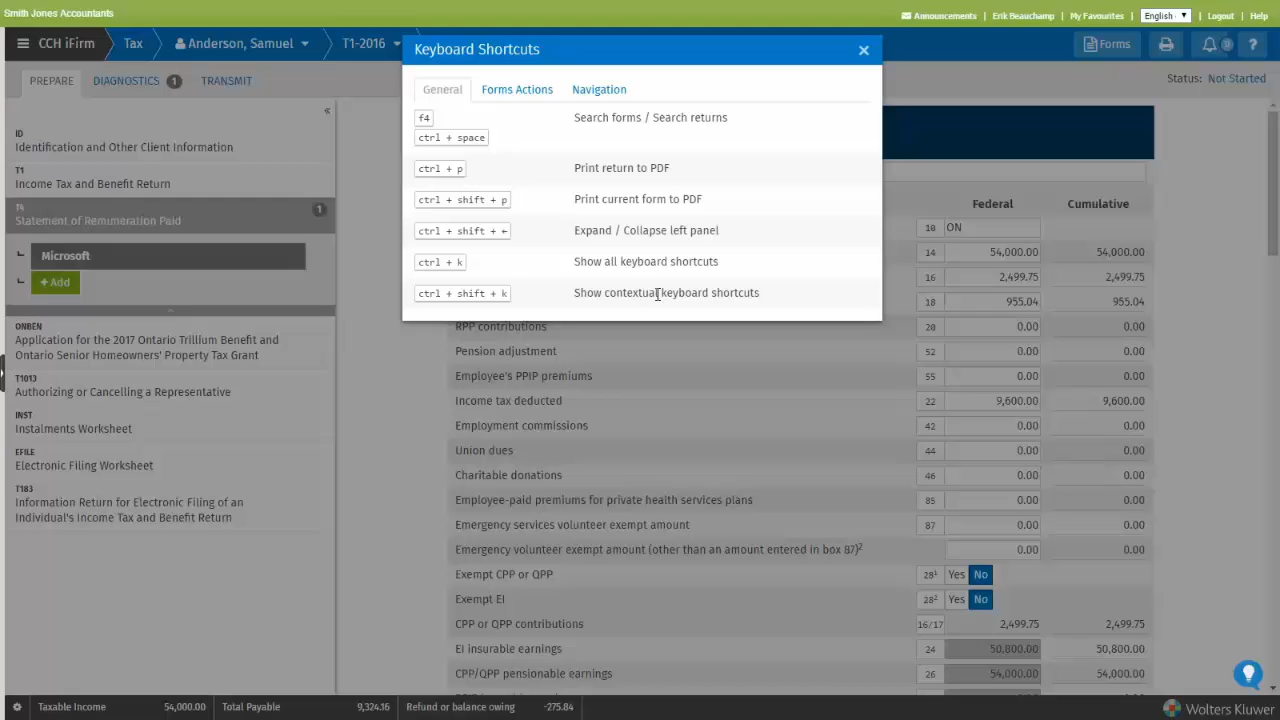 Smith Jones Accountants
Announcements | Erik Beauchamp | My Favourites | English | Logout | Help
CCH iFirm Tax Anderson, Samuel T1-2016 Forms 0 ?
Keyboard Shortcuts
PREPARE DIAGNOSTICS 1 TRANSMIT
Status: Not Started
General Forms Actions Navigation
f4 Search forms / Search returns
ctrl + space
ctrl + p Print return to PDF
ctrl + shift + p Print current form to PDF
ctrl + shift + ← Expand / Collapse left panel
ctrl + k Show all keyboard shortcuts
ctrl + shift + k Show contextual keyboard shortcuts
ID
Identification and Other Client Information
T1
Income Tax and Benefit Return
T4
Statement of Remuneration Paid 1
Microsoft
+ Add
ONBEN
Application for the 2017 Ontario Trillium Benefit and
Ontario Senior Homeowners' Property Tax Grant
T1013
Authorizing or Cancelling a Representative
INST
Instalments Worksheet
EFILE
Electronic Filing Worksheet
T183
Information Return for Electronic Filing of an
Individual's Income Tax and Benefit Return
Federal Cumulative
10 ON
14 54,000.00 54,000.00
16 2,499.75 2,499.75
18 955.04 955.04
RPP contributions 20 0.00 0.00
Pension adjustment 52 0.00 0.00
Employee's PPIP premiums 55 0.00 0.00
Income tax deducted 22 9,600.00 9,600.00
Employment commissions 42 0.00 0.00
Union dues 44 0.00 0.00
Charitable donations 46 0.00 0.00
Employee-paid premiums for private health services plans 85 0.00 0.00
Emergency services volunteer exempt amount 87 0.00 0.00
Emergency volunteer exempt amount (other than an amount entered in box 87)² 0.00 0.00
Exempt CPP or QPP 28¹ Yes No
Exempt EI 28² Yes No
CPP or QPP contributions 16/17 2,499.75 2,499.75
EI insurable earnings 24 50,800.00 50,800.00
CPP/QPP pensionable earnings 26 54,000.00 54,000.00
Taxable Income 54,000.00 Total Payable 9,324.16 Refund or balance owing -275.84
Wolters Kluwer